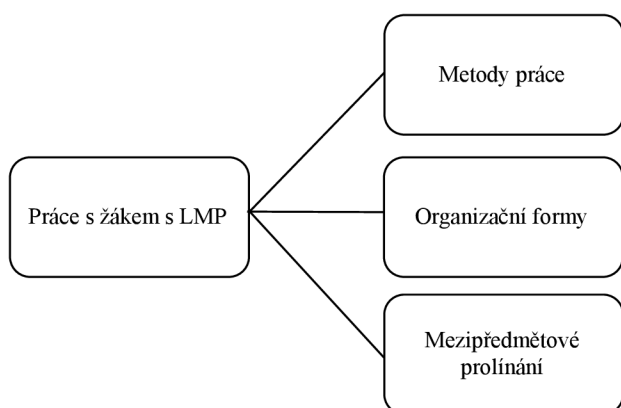 Metody práce
Práce s žákem s LMP
Organizační formy
Mezipředmětové
prolínání